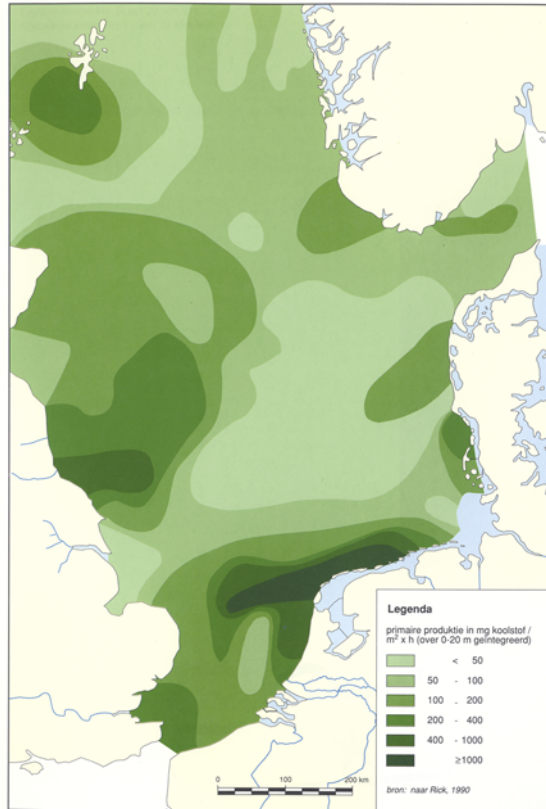 Legenda
primaire produktie in mg koolstof /
m² x h (over 0-20 m geïntegreerd)
< 50
50 - 100
100 - 200
200 - 400
400 - 1000
≥1000
0 100 200 km
bron: naar Rick, 1990